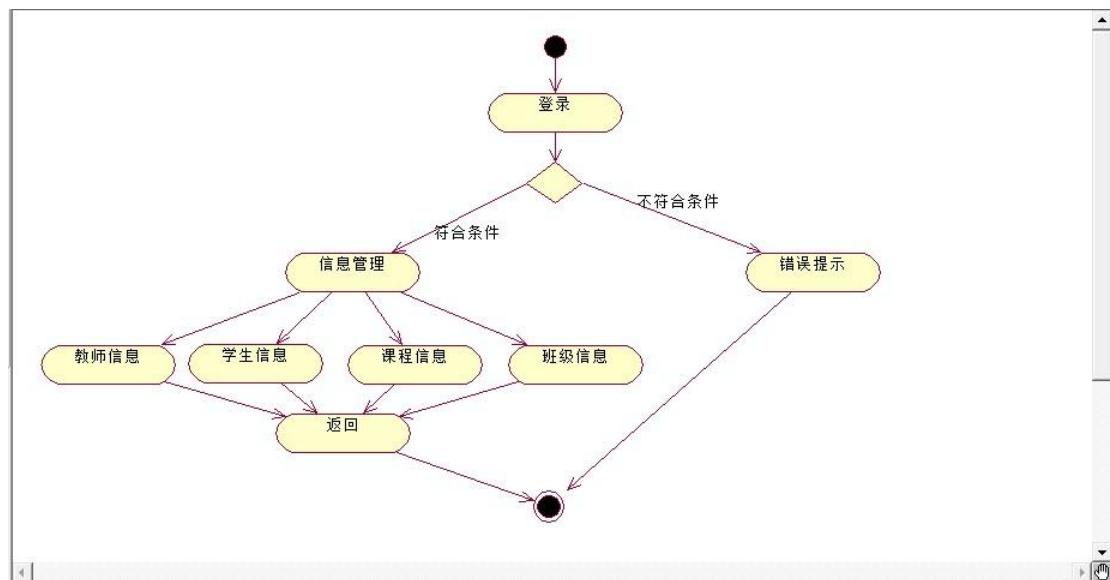 登录
不符合条件
符合条件
信息管理
错误提示
教师信息
学生信息
课程信息
班级信息
返回